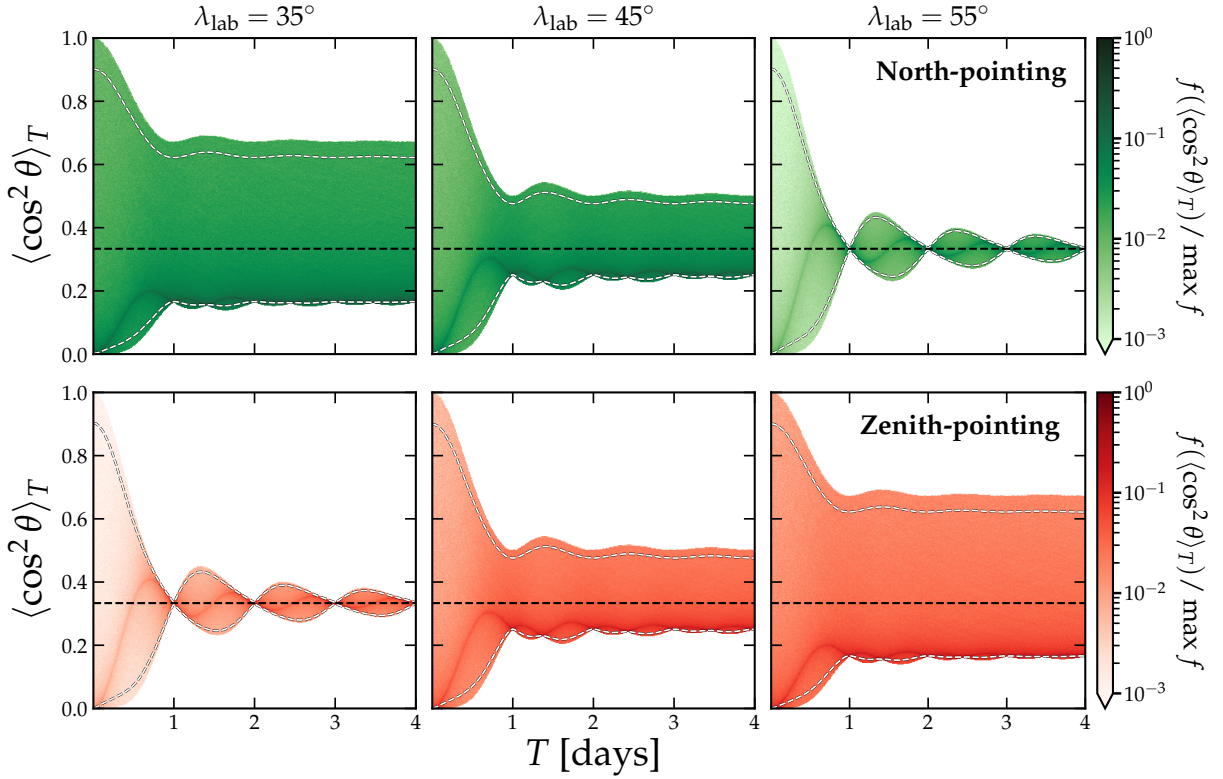 λ_lab = 35° λ_lab = 45° λ_lab = 55°
⟨cos² θ⟩_T
1.0
0.8
0.6
0.4
0.2
0.0
North-pointing
10⁰
10⁻¹
10⁻²
10⁻³
f(⟨cos² θ⟩_T) / max f
⟨cos² θ⟩_T
1.0
0.8
0.6
0.4
0.2
0.0
Zenith-pointing
10⁰
10⁻¹
10⁻²
10⁻³
f(⟨cos² θ⟩_T) / max f
1 2 3 4 1 2 3 4 1 2 3 4
T [days]